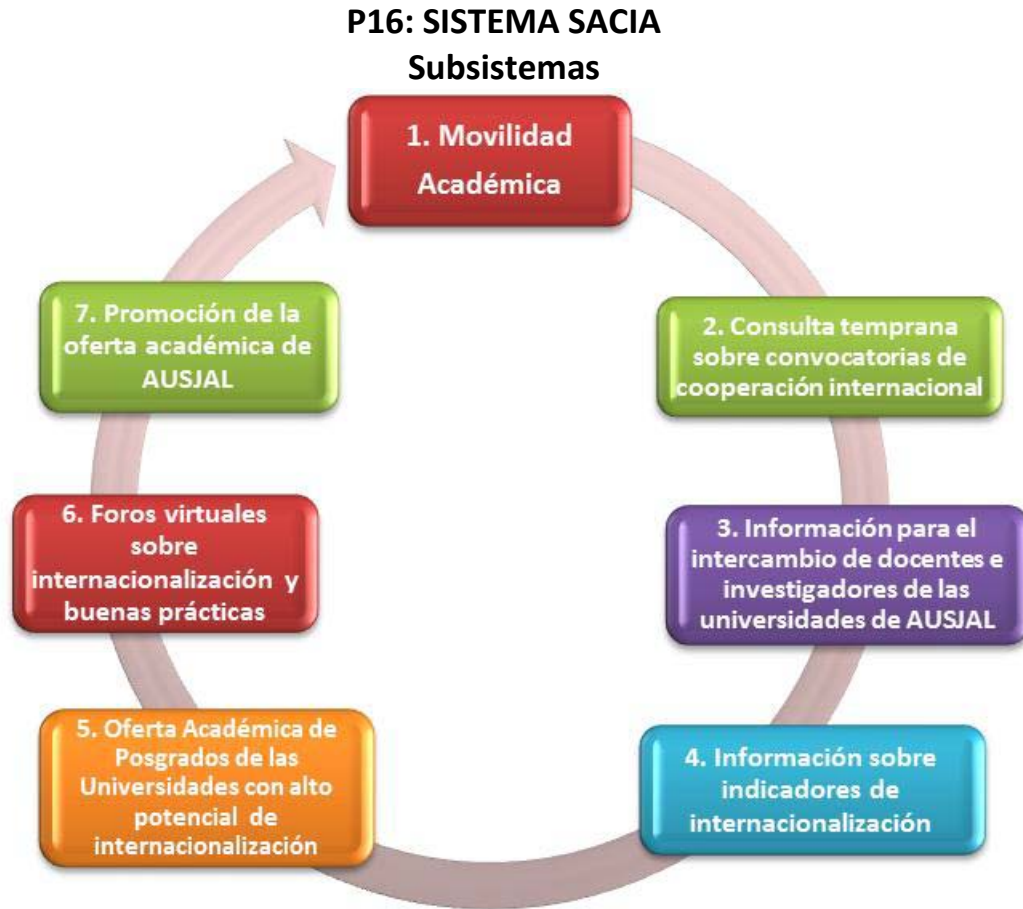 P16: SISTEMA SACIA
Subsistemas
1. Movilidad
Académica
2. Consulta temprana
sobre convocatorias de
cooperación internacional
3. Información para el
intercambio de docentes e
investigadores de las
universidades de AUSJAL
4. Información sobre
indicadores de
internacionalización
5. Oferta Académica de
Posgrados de las
Universidades con alto
potencial de
internacionalización
6. Foros virtuales
sobre
internacionalización y
buenas prácticas
7. Promoción de la
oferta académica de
AUSJAL